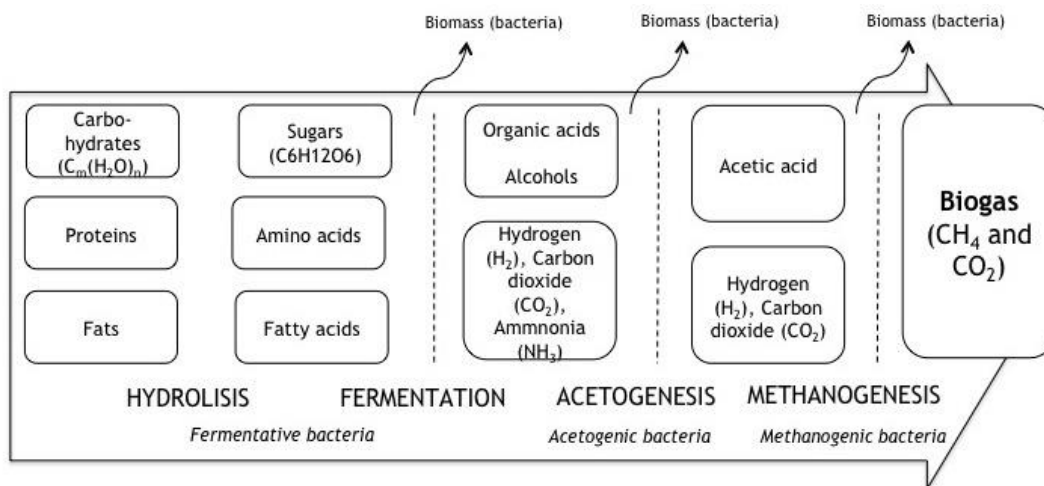 Biomass (bacteria)
Biomass (bacteria)
Biomass (bacteria)
Carbo-
hydrates
(Cₘ(H₂O)ₙ)
Sugars
(C6H12O6)
Organic acids
Alcohols
Acetic acid
Biogas
(CH₄ and
CO₂)
Proteins
Amino acids
Hydrogen
(H₂), Carbon
dioxide
(CO₂),
Ammnonia
(NH₃)
Hydrogen
(H₂), Carbon
dioxide (CO₂)
Fats
Fatty acids
HYDROLISIS
FERMENTATION
ACETOGENESIS
METHANOGENESIS
Fermentative bacteria
Acetogenic bacteria
Methanogenic bacteria